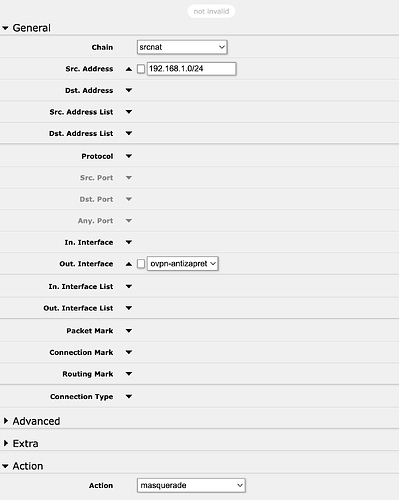 not invalid
General
Chain srcnat
Src. Address 192.168.1.0/24
Dst. Address
Src. Address List
Dst. Address List
Protocol
Src. Port
Dst. Port
Any. Port
In. Interface
Out. Interface ovpn-antizapret
In. Interface List
Out. Interface List
Packet Mark
Connection Mark
Routing Mark
Connection Type
Advanced
Extra
Action
Action masquerade